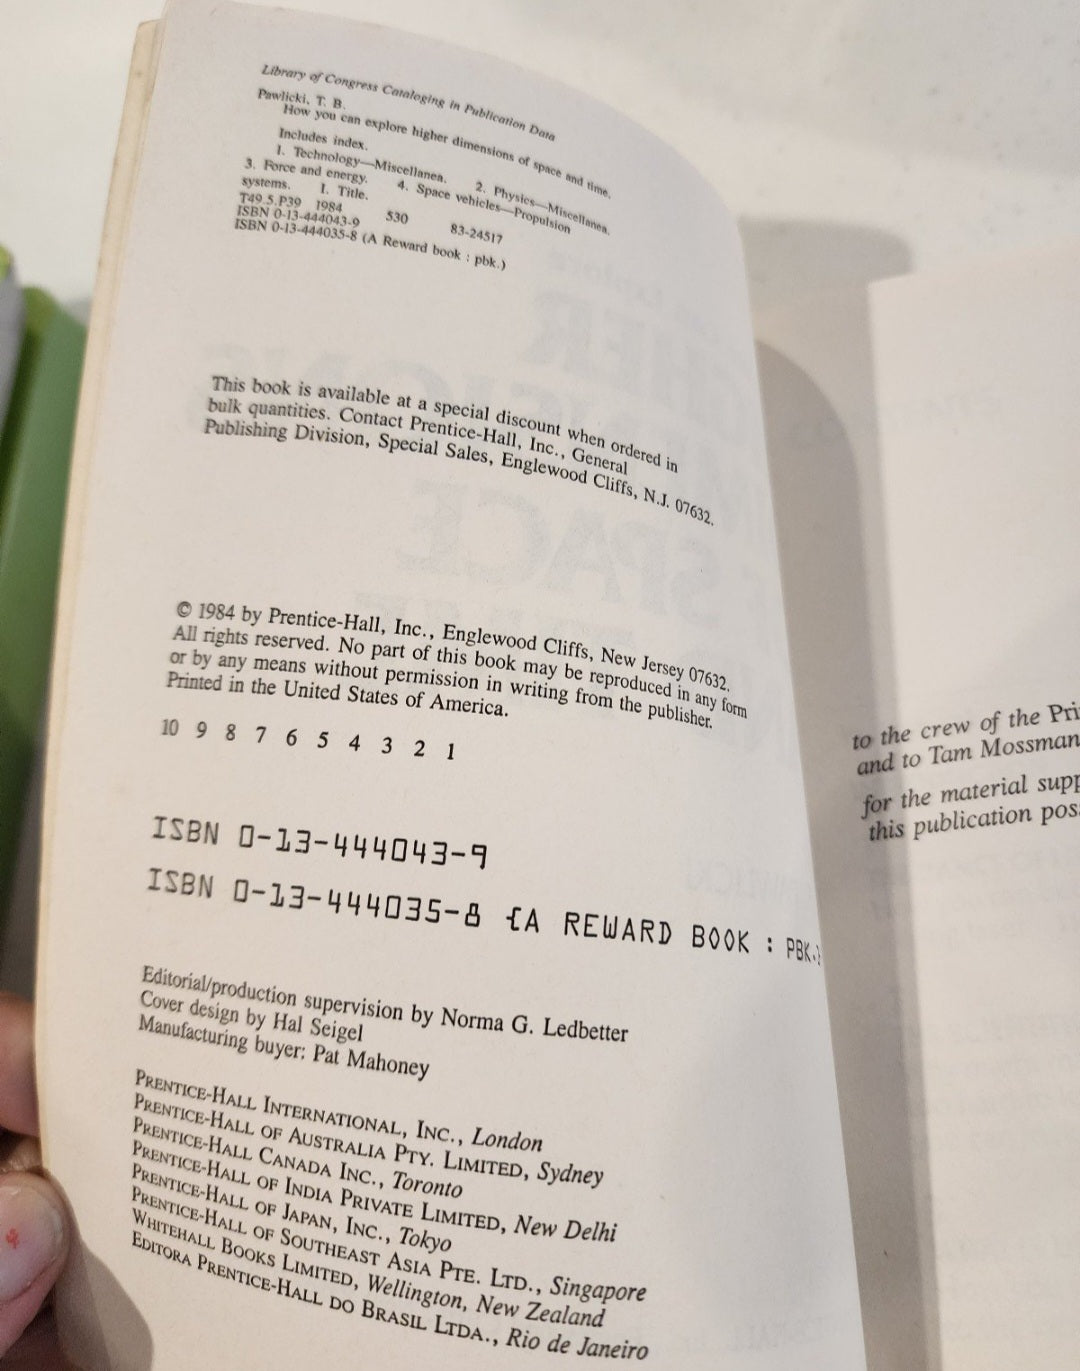 Library of Congress Cataloging in Publication Data
Pawlicki, T. B.
How you can explore higher dimensions of space and time.
Includes index.
1. Technology—Miscellanea. 2. Physics—Miscellanea.
3. Force and energy. 4. Space vehicles—Propulsion
systems. I. Title.
T49.5.P39 1984 530 83-24517
ISBN 0-13-444043-9
ISBN 0-13-444035-8 (A Reward book : pbk.)
This book is available at a special discount when ordered in
bulk quantities. Contact Prentice-Hall, Inc., General
Publishing Division, Special Sales, Englewood Cliffs, N.J. 07632.
© 1984 by Prentice-Hall, Inc., Englewood Cliffs, New Jersey 07632.
All rights reserved. No part of this book may be reproduced in any form
or by any means without permission in writing from the publisher.
Printed in the United States of America.
10 9 8 7 6 5 4 3 2 1
ISBN 0-13-444043-9
ISBN 0-13-444035-8 {A REWARD BOOK : PBK.}
Editorial/production supervision by Norma G. Ledbetter
Cover design by Hal Seigel
Manufacturing buyer: Pat Mahoney
PRENTICE-HALL INTERNATIONAL, INC., London
PRENTICE-HALL OF AUSTRALIA PTY. LIMITED, Sydney
PRENTICE-HALL CANADA INC., Toronto
PRENTICE-HALL OF INDIA PRIVATE LIMITED, New Delhi
PRENTICE-HALL OF JAPAN, INC., Tokyo
PRENTICE-HALL OF SOUTHEAST ASIA PTE. LTD., Singapore
WHITEHALL BOOKS LIMITED, Wellington, New Zealand
EDITORA PRENTICE-HALL DO BRASIL LTDA., Rio de Janeiro
to the crew of the Pri
and to Tam Mossman
for the material supp
this publication pos